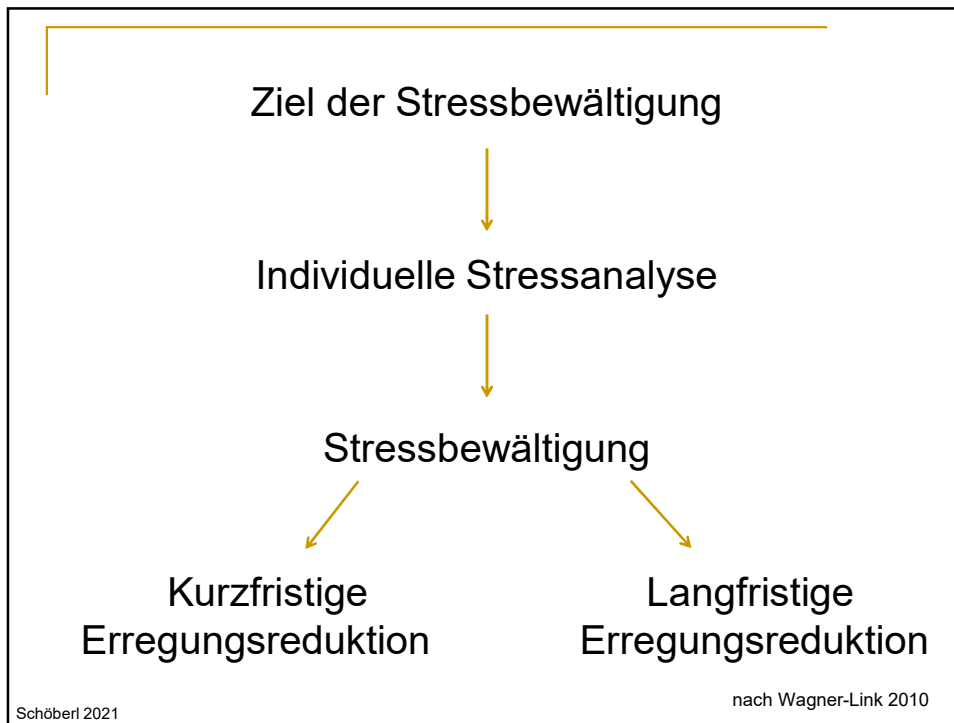 Ziel der Stressbewältigung
Individuelle Stressanalyse
Stressbewältigung
Kurzfristige
Erregungsreduktion
Langfristige
Erregungsreduktion
nach Wagner-Link 2010
Schöberl 2021